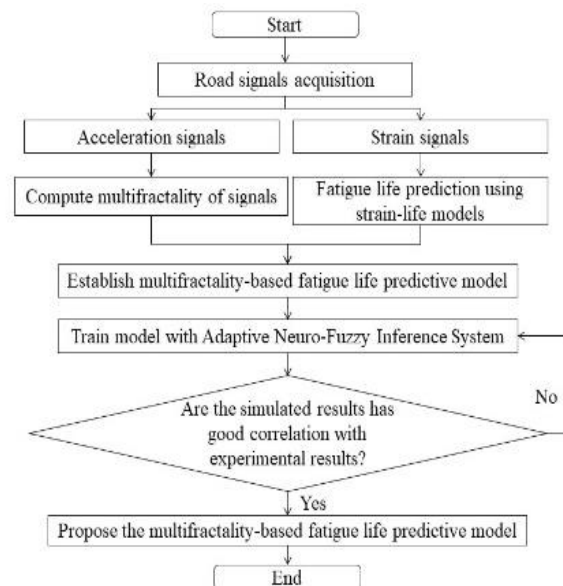 Start
Road signals acquisition
Acceleration signals
Strain signals
Compute multifractality of signals
Fatigue life prediction using
strain-life models
Establish multifractality-based fatigue life predictive model
Train model with Adaptive Neuro-Fuzzy Inference System
Are the simulated results has
good correlation with
experimental results?
No
Yes
Propose the multifractality-based fatigue life predictive model
End